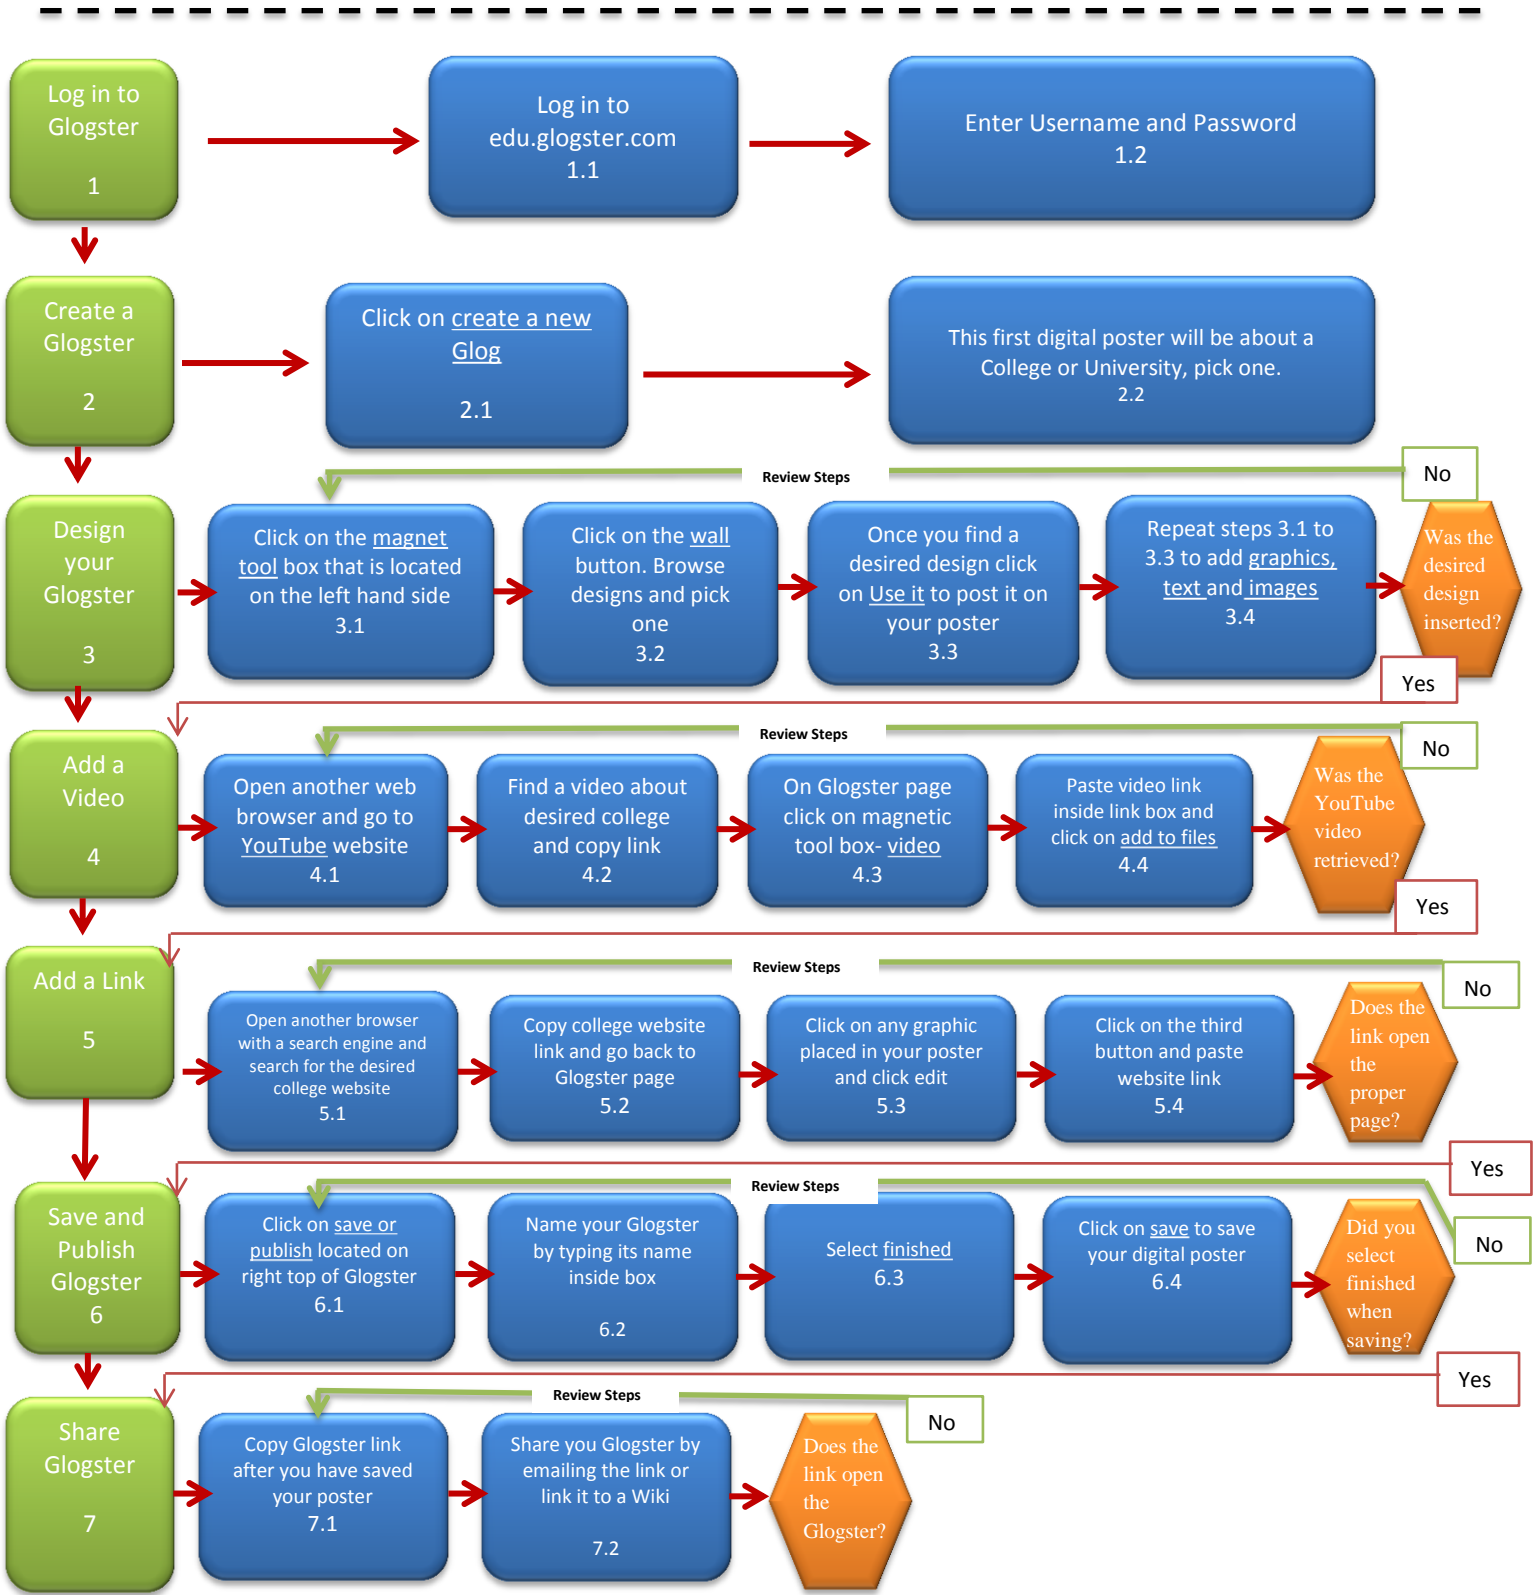 Log in to
Glogster
1
Log in to
edu.glogster.com
1.1
Enter Username and Password
1.2
Create a
Glogster
2
Click on create a new
Glog
2.1
This first digital poster will be about a
College or University, pick one.
2.2
Review Steps
No
Design
your
Glogster
3
Click on the magnet
tool box that is located
on the left hand side
3.1
Click on the wall
button. Browse
designs and pick
one
3.2
Once you find a
desired design click
on Use it to post it on
your poster
3.3
Repeat steps 3.1 to
3.3 to add graphics,
text and images
3.4
Was the
desired
design
inserted?
Yes
Review Steps
No
Add a
Video
4
Open another web
browser and go to
YouTube website
4.1
Find a video about
desired college
and copy link
4.2
On Glogster page
click on magnetic
tool box- video
4.3
Paste video link
inside link box and
click on add to files
4.4
Was the
YouTube
video
retrieved?
Yes
Review Steps
No
Add a Link
5
Open another browser
with a search engine and
search for the desired
college website
5.1
Copy college website
link and go back to
Glogster page
5.2
Click on any graphic
placed in your poster
and click edit
5.3
Click on the third
button and paste
website link
5.4
Does the
link open
the
proper
page?
Yes
Review Steps
No
Save and
Publish
Glogster
6
Click on save or
publish located on
right top of Glogster
6.1
Name your Glogster
by typing its name
inside box
6.2
Select finished
6.3
Click on save to save
your digital poster
6.4
Did you
select
finished
when
saving?
Yes
Review Steps
No
Share
Glogster
7
Copy Glogster link
after you have saved
your poster
7.1
Share you Glogster by
emailing the link or
link it to a Wiki
7.2
Does the
link open
the
Glogster?